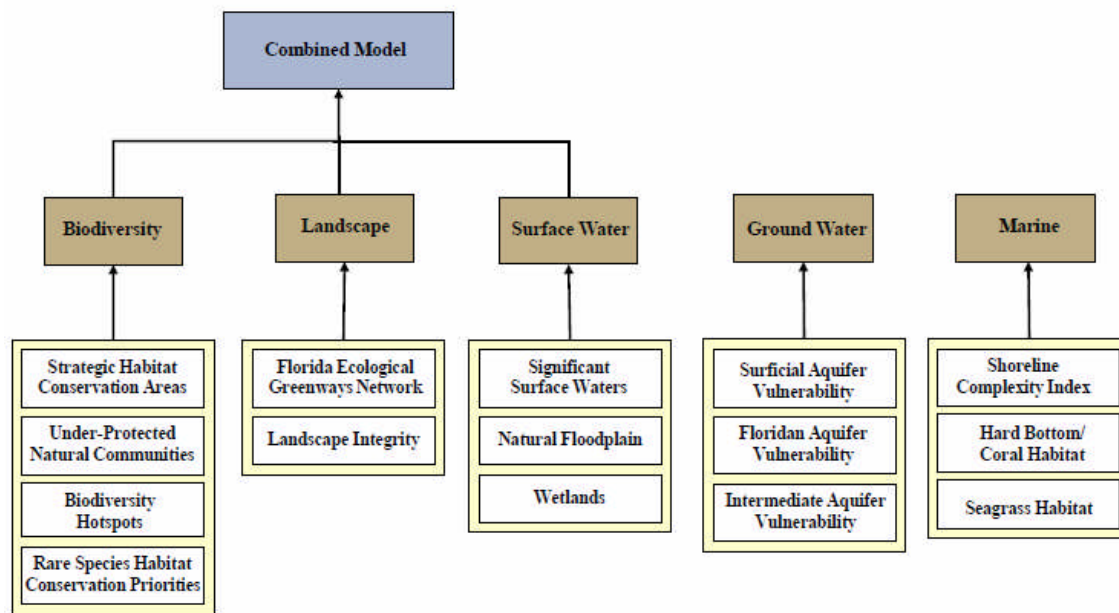 Combined Model
Biodiversity
Landscape
Surface Water
Ground Water
Marine
Strategic Habitat
Conservation Areas
Under-Protected
Natural Communities
Biodiversity
Hotspots
Rare Species Habitat
Conservation Priorities
Florida Ecological
Greenways Network
Landscape Integrity
Significant
Surface Waters
Natural Floodplain
Wetlands
Surficial Aquifer
Vulnerability
Floridan Aquifer
Vulnerability
Intermediate Aquifer
Vulnerability
Shoreline
Complexity Index
Hard Bottom/
Coral Habitat
Seagrass Habitat